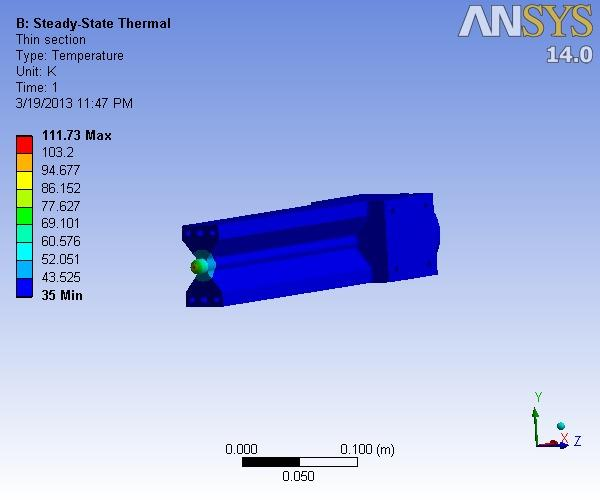 B: Steady-State Thermal
Thin section
Type: Temperature
Unit: K
Time: 1
3/19/2013 11:47 PM
ANSYS
14.0
111.73 Max
103.2
94.677
86.152
77.627
69.101
60.576
52.051
43.525
35 Min
Y
X
Z
0.000
0.100 (m)
0.050